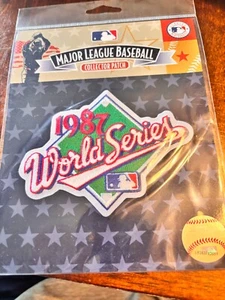 MAJOR LEAGUE BASEBALL
COLLECTOR PATCH
1987
World Series